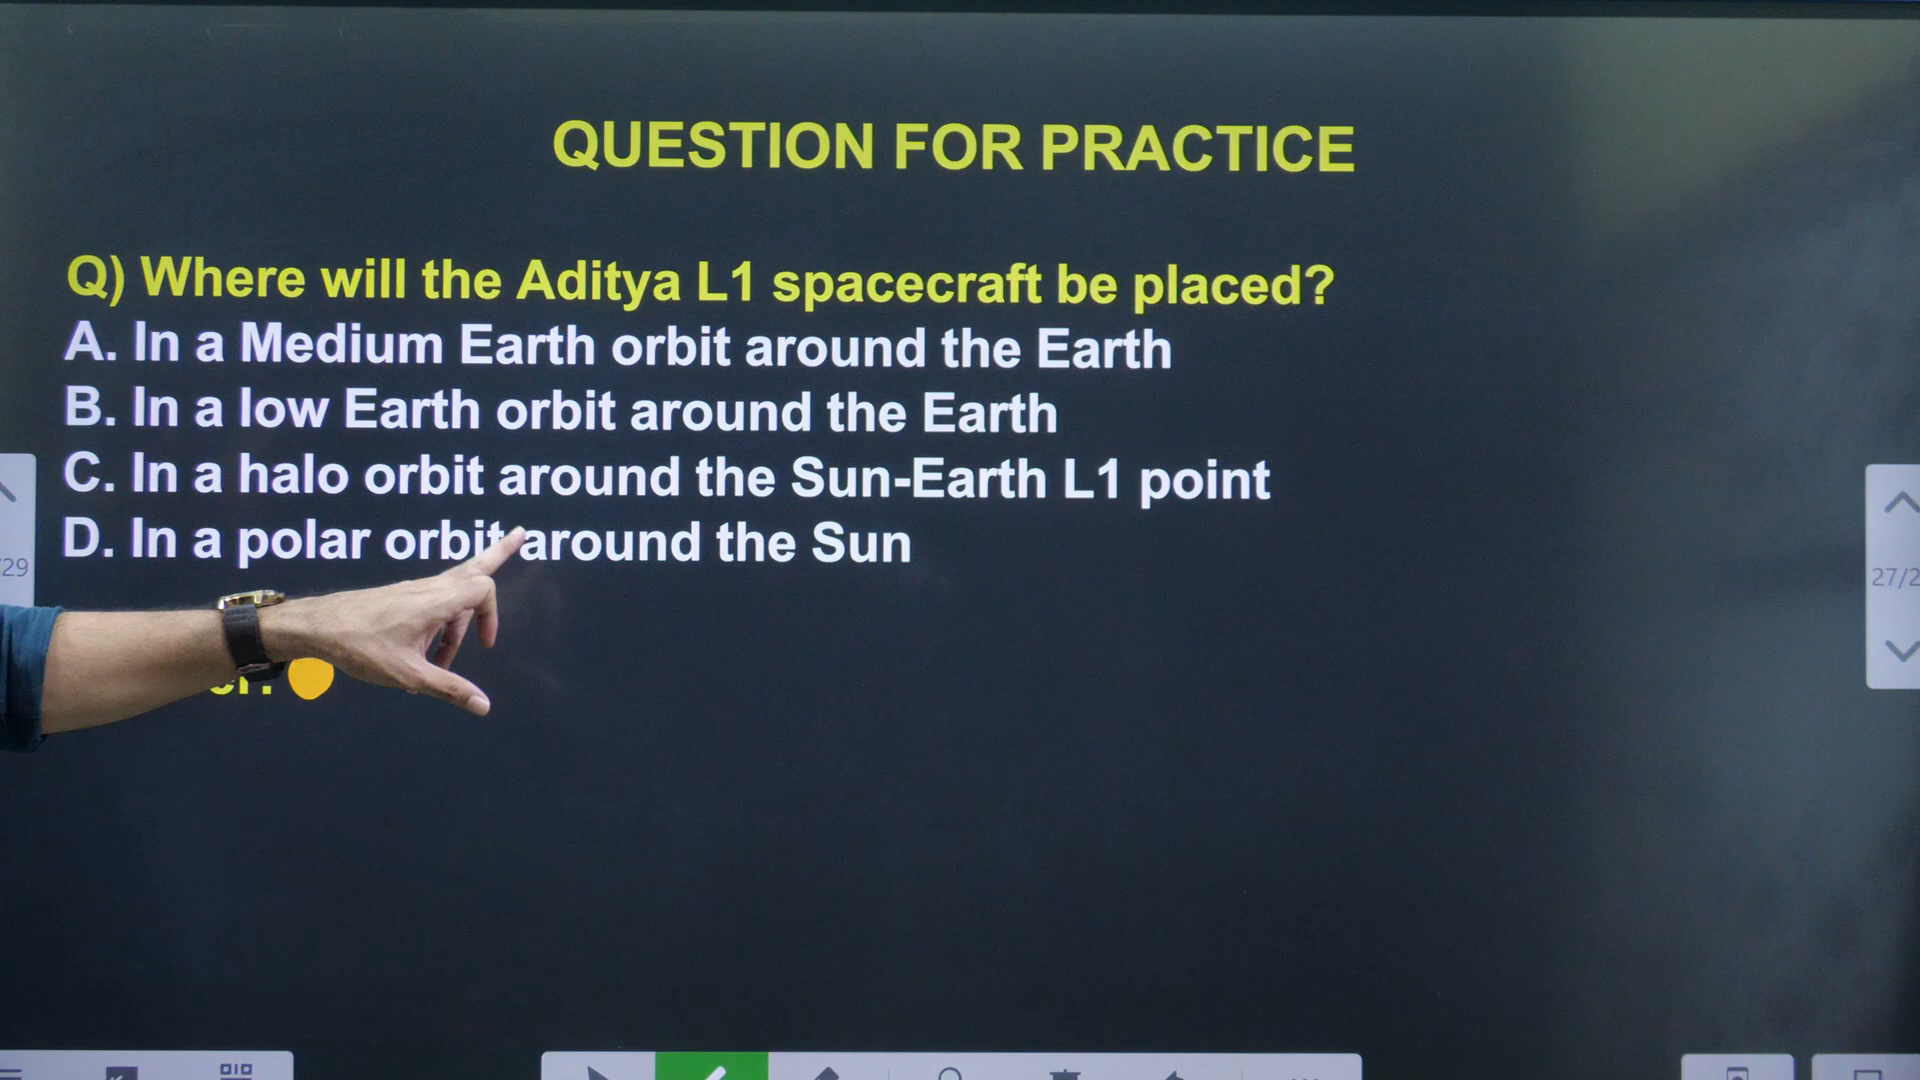 QUESTION FOR PRACTICE
Q) Where will the Aditya L1 spacecraft be placed?
A. In a Medium Earth orbit around the Earth
B. In a low Earth orbit around the Earth
C. In a halo orbit around the Sun-Earth L1 point
D. In a polar orbit around the Sun